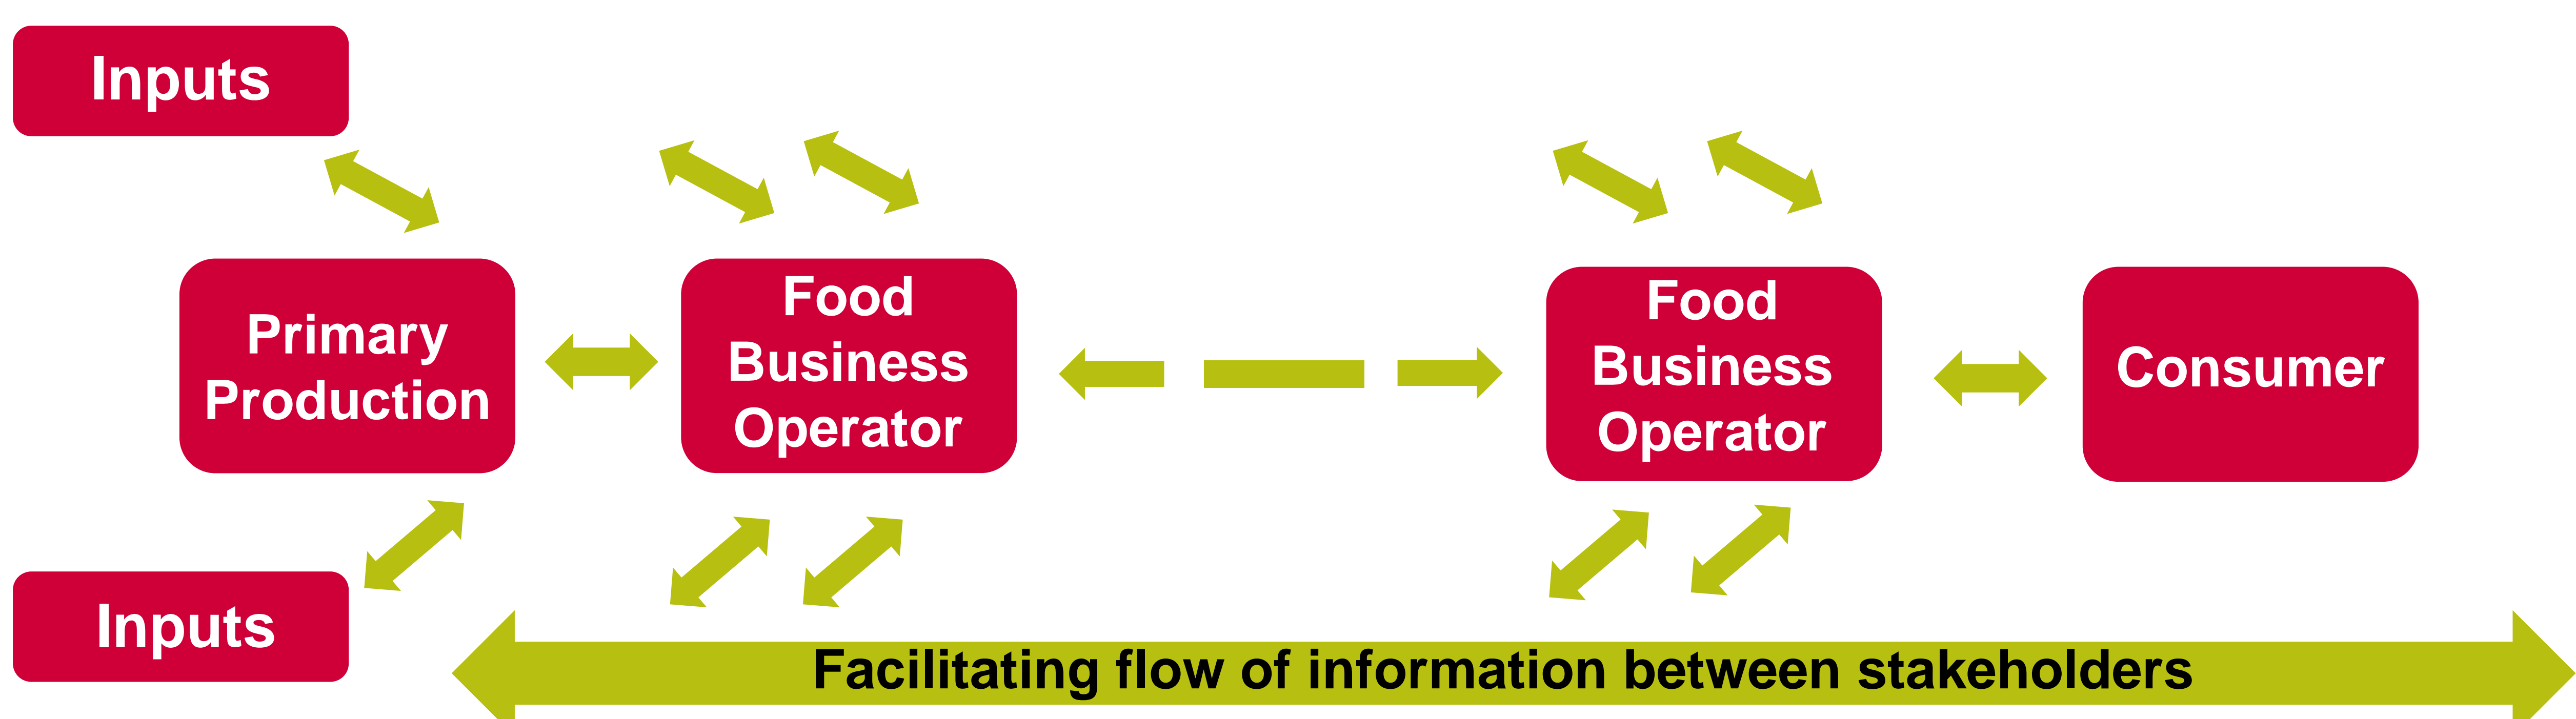 Inputs
Primary
Production
Food
Business
Operator
Food
Business
Operator
Consumer
Inputs
Facilitating flow of information between stakeholders